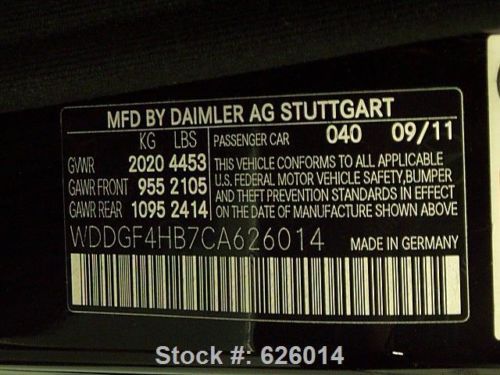 MFD BY DAIMLER AG STUTTGART
KG LBS PASSENGER CAR 040 09/11
GVWR 2020 4453 THIS VEHICLE CONFORMS TO ALL APPLICABLE
U.S. FEDERAL MOTOR VEHICLE SAFETY,BUMPER
GAWR FRONT 955 2105 AND THEFT PREVENTION STANDARDS IN EFFECT
GAWR REAR 1095 2414 ON THE DATE OF MANUFACTURE SHOWN ABOVE.
WDDGF4HB7CA626014 MADE IN GERMANY
Stock #: 626014